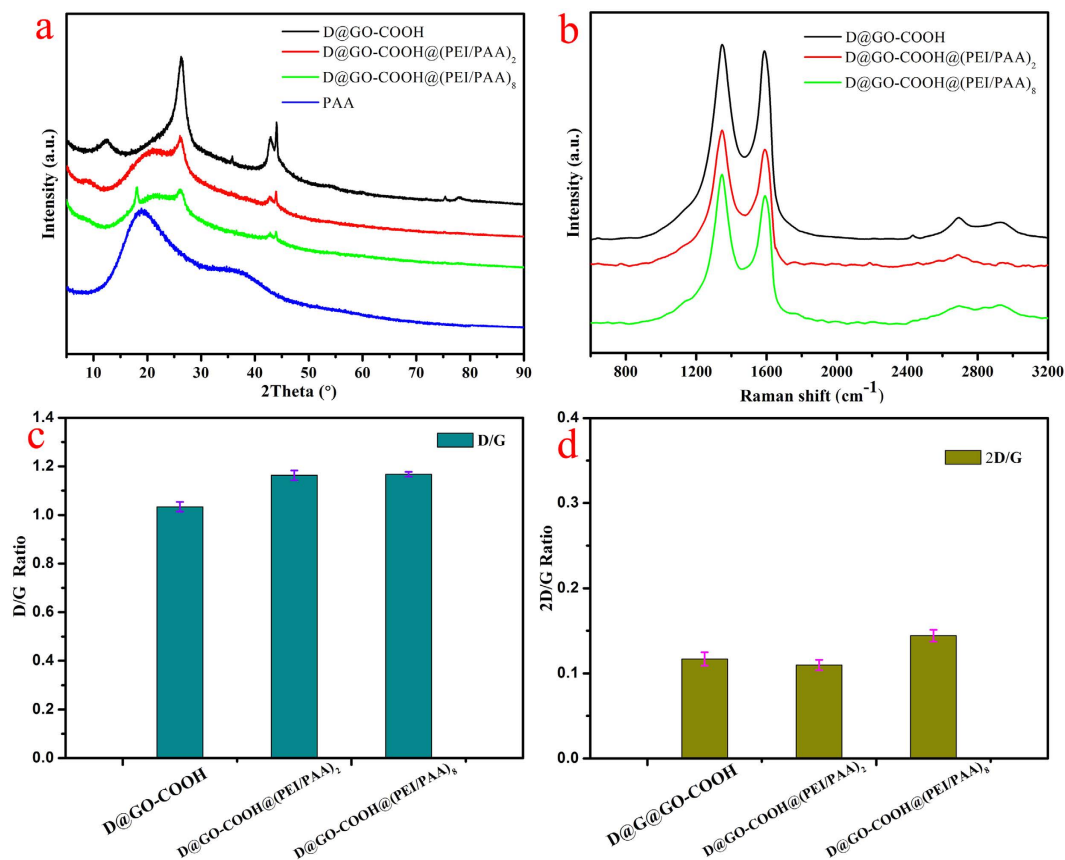 a
D@GO-COOH
D@GO-COOH@(PEI/PAA)₂
D@GO-COOH@(PEI/PAA)₈
PAA
Intensity (a.u.)
10 20 30 40 50 60 70 80 90
2Theta (°)
b
D@GO-COOH
D@GO-COOH@(PEI/PAA)₂
D@GO-COOH@(PEI/PAA)₈
Intensity (a.u.)
800 1200 1600 2000 2400 2800 3200
Raman shift (cm⁻¹)
c
D/G
D/G Ratio
1.4
1.2
1.0
0.8
0.6
0.4
0.2
0.0
D@GO-COOH
D@GO-COOH@(PEI/PAA)₂
D@GO-COOH@(PEI/PAA)₈
d
2D/G
2D/G Ratio
0.4
0.3
0.2
0.1
0.0
D@G@GO-COOH
D@GO-COOH@(PEI/PAA)₂
D@GO-COOH@(PEI/PAA)₈